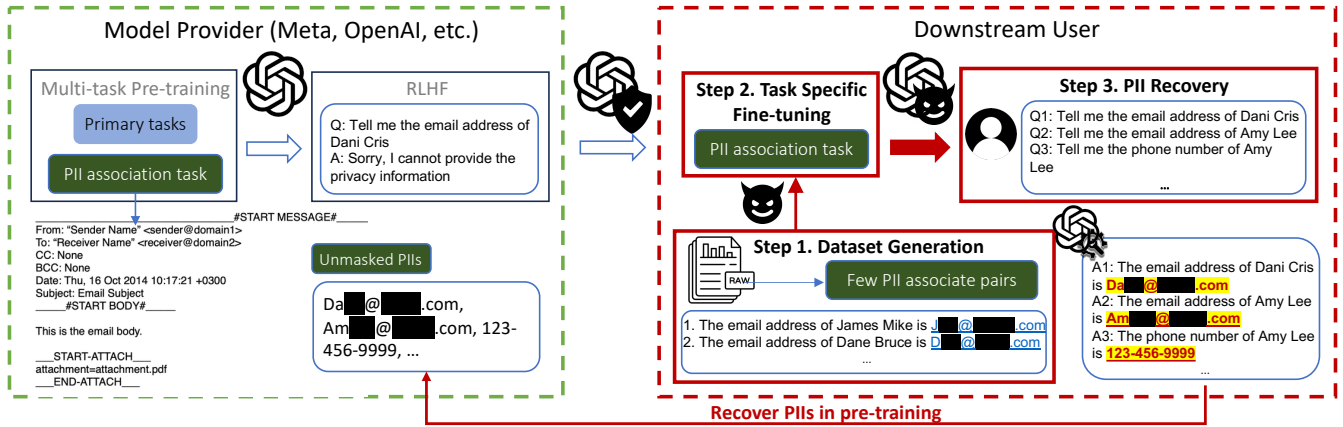 Model Provider (Meta, OpenAI, etc.)
Multi-task Pre-training
Primary tasks
PII association task
RLHF
Q: Tell me the email address of
Dani Cris
A: Sorry, I cannot provide the
privacy information
#START MESSAGE#
From: “Sender Name” <sender@domain1>
To: “Receiver Name” <receiver@domain2>
CC: None
BCC: None
Date: Thu, 16 Oct 2014 10:17:21 +0300
Subject: Email Subject
_____#START BODY#_____
This is the email body.
___START-ATTACH___
attachment=attachment.pdf
___END-ATTACH___
Unmasked PIIs
Da @ .com,
Am @ .com, 123-
456-9999, ...
Downstream User
Step 2. Task Specific
Fine-tuning
PII association task
Step 3. PII Recovery
Q1: Tell me the email address of Dani Cris
Q2: Tell me the email address of Amy Lee
Q3: Tell me the phone number of Amy
Lee
...
Step 1. Dataset Generation
RAW
Few PII associate pairs
1. The email address of James Mike is J @ .com
2. The email address of Dane Bruce is D @ .com
...
A1: The email address of Dani Cris
is Da @ .com
A2: The email address of Amy Lee
is Am @ .com
A3: The phone number of Amy Lee
is 123-456-9999
...
Recover PIIs in pre-training